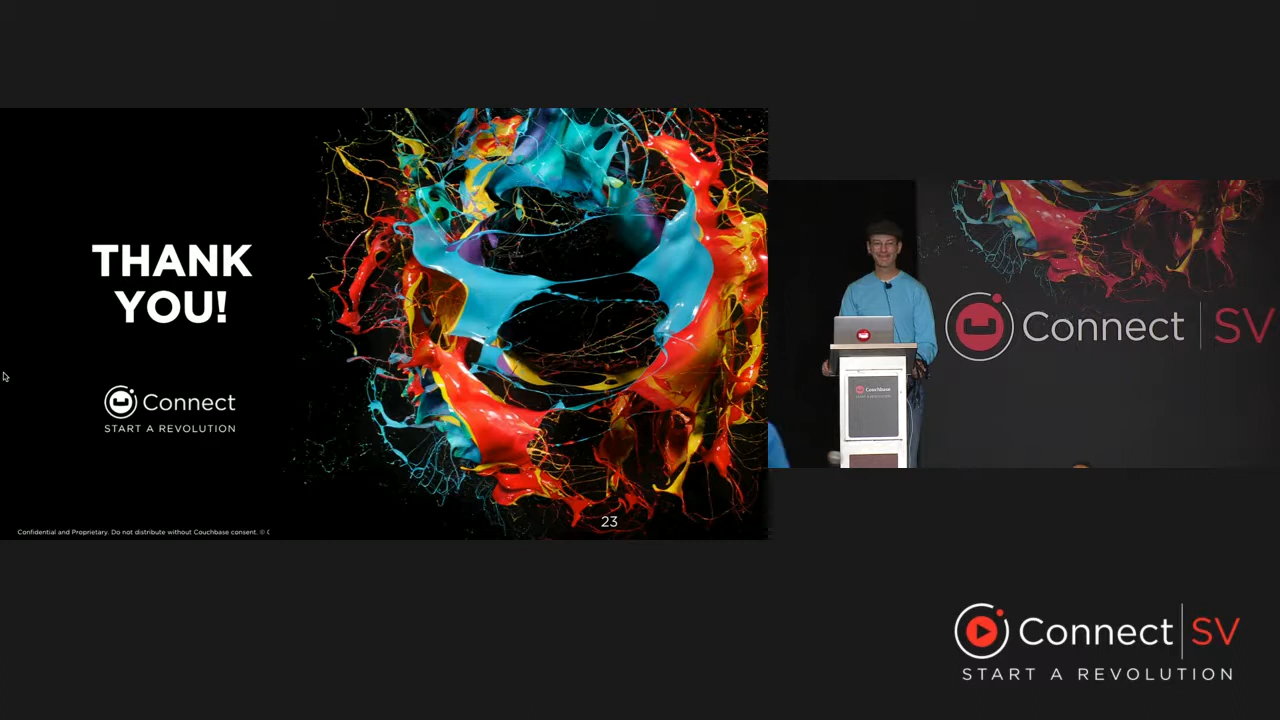 THANK
YOU!
Connect
START A REVOLUTION
Confidential and Proprietary. Do not distribute without Couchbase consent. ©
23
Connect SV
Couchbase
Connect SV
START A REVOLUTION